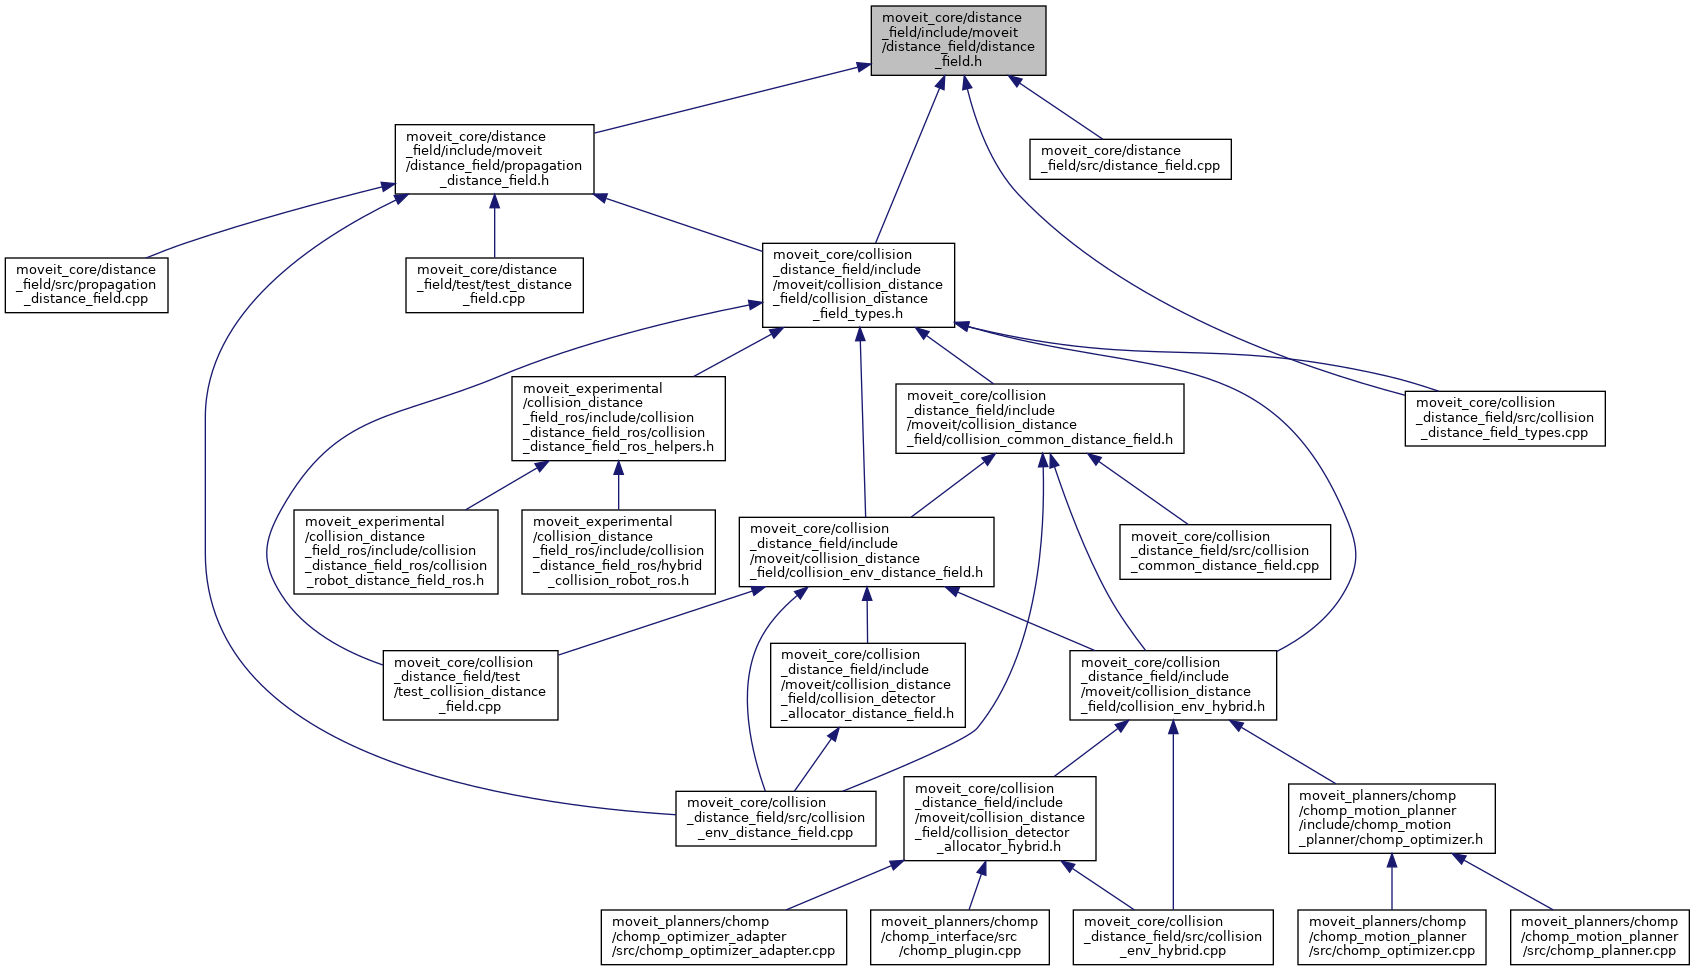 moveit_core/distance
_field/include/moveit
/distance_field/distance
_field.h
moveit_core/distance
_field/include/moveit
/distance_field/propagation
_distance_field.h
moveit_core/distance
_field/src/distance_field.cpp
moveit_core/distance
_field/src/propagation
_distance_field.cpp
moveit_core/distance
_field/test/test_distance
_field.cpp
moveit_core/collision
_distance_field/include
/moveit/collision_distance
_field/collision_distance
_field_types.h
moveit_experimental
/collision_distance
_field_ros/include/collision
_distance_field_ros/collision
_distance_field_ros_helpers.h
moveit_core/collision
_distance_field/include
/moveit/collision_distance
_field/collision_common_distance_field.h
moveit_core/collision
_distance_field/src/collision
_distance_field_types.cpp
moveit_experimental
/collision_distance
_field_ros/include/collision
_distance_field_ros/collision
_robot_distance_field_ros.h
moveit_experimental
/collision_distance
_field_ros/include/collision
_distance_field_ros/hybrid
_collision_robot_ros.h
moveit_core/collision
_distance_field/include
/moveit/collision_distance
_field/collision_env_distance_field.h
moveit_core/collision
_distance_field/src/collision
_common_distance_field.cpp
moveit_core/collision
_distance_field/test
/test_collision_distance
_field.cpp
moveit_core/collision
_distance_field/include
/moveit/collision_distance
_field/collision_detector
_allocator_distance_field.h
moveit_core/collision
_distance_field/include
/moveit/collision_distance
_field/collision_env_hybrid.h
moveit_core/collision
_distance_field/src/collision
_env_distance_field.cpp
moveit_core/collision
_distance_field/include
/moveit/collision_distance
_field/collision_detector
_allocator_hybrid.h
moveit_planners/chomp
/chomp_motion_planner
/include/chomp_motion
_planner/chomp_optimizer.h
moveit_planners/chomp
/chomp_optimizer_adapter
/src/chomp_optimizer_adapter.cpp
moveit_planners/chomp
/chomp_interface/src
/chomp_plugin.cpp
moveit_core/collision
_distance_field/src/collision
_env_hybrid.cpp
moveit_planners/chomp
/chomp_motion_planner
/src/chomp_optimizer.cpp
moveit_planners/chomp
/chomp_motion_planner
/src/chomp_planner.cpp